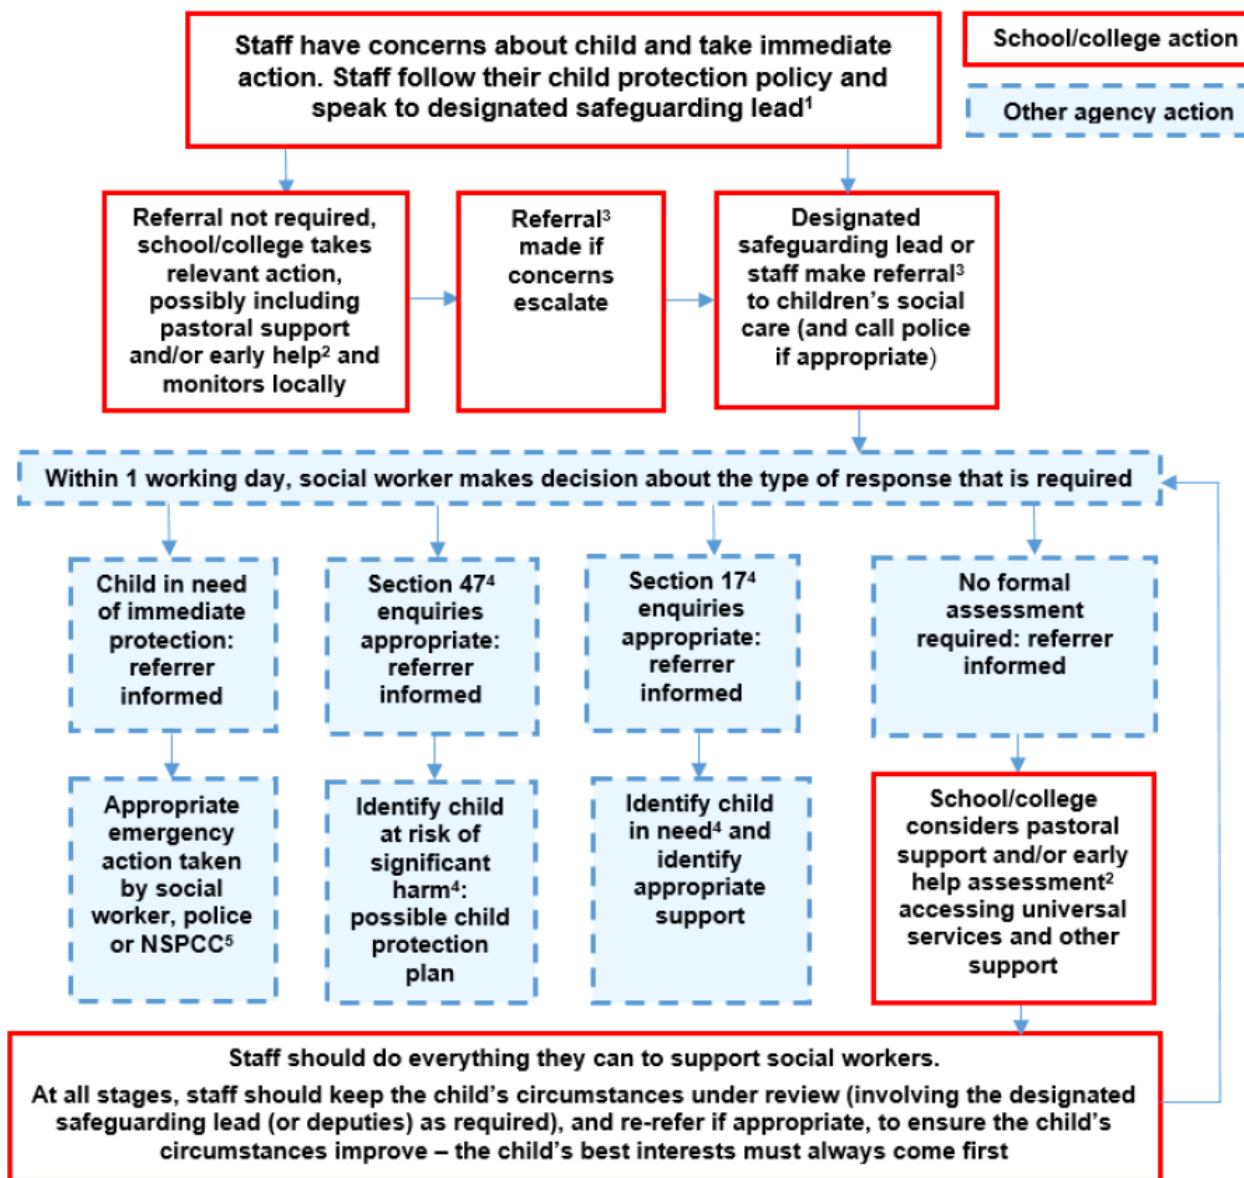 Staff have concerns about child and take immediate
action. Staff follow their child protection policy and
speak to designated safeguarding lead¹
School/college action
Other agency action
Referral not required,
school/college takes
relevant action,
possibly including
pastoral support
and/or early help² and
monitors locally
Referral³
made if
concerns
escalate
Designated
safeguarding lead or
staff make referral³
to children’s social
care (and call police
if appropriate)
Within 1 working day, social worker makes decision about the type of response that is required
Child in need
of immediate
protection:
referrer
informed
Section 47⁴
enquiries
appropriate:
referrer
informed
Section 17⁴
enquiries
appropriate:
referrer
informed
No formal
assessment
required: referrer
informed
Appropriate
emergency
action taken
by social
worker, police
or NSPCC⁵
Identify child
at risk of
significant
harm⁴:
possible child
protection
plan
Identify child
in need⁴ and
identify
appropriate
support
School/college
considers pastoral
support and/or early
help assessment²
accessing universal
services and other
support
Staff should do everything they can to support social workers.
At all stages, staff should keep the child’s circumstances under review (involving the designated
safeguarding lead (or deputies) as required), and re-refer if appropriate, to ensure the child’s
circumstances improve – the child’s best interests must always come first